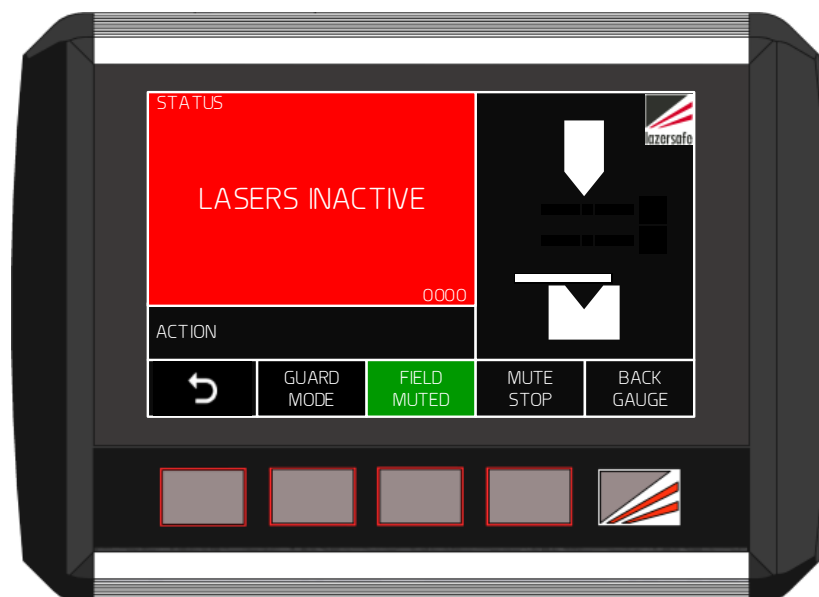 STATUS
lazersafe
LASERS INACTIVE
0000
ACTION
GUARD
MODE
FIELD
MUTED
MUTE
STOP
BACK
GAUGE